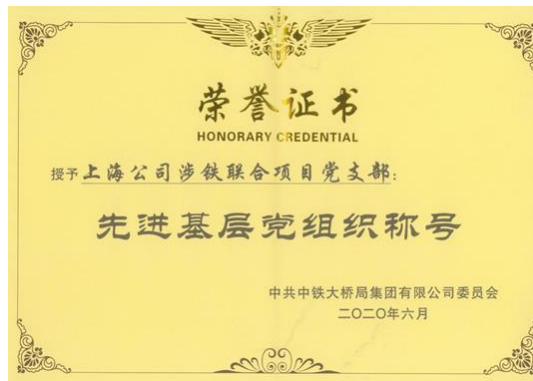 荣誉证书
HONORARY CREDENTIAL
授予上海公司涉铁联合项目党支部：
先进基层党组织称号
中共中铁大桥局集团有限公司委员会
二〇二〇年六月